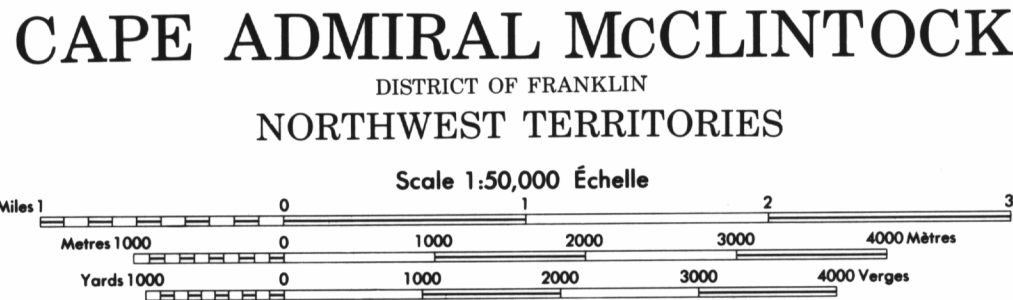 CAPE ADMIRAL McCLINTOCK
DISTRICT OF FRANKLIN
NORTHWEST TERRITORIES
Scale 1:50,000 Échelle
Miles 1 0 1 2 3
Metres 1000 0 1000 2000 3000 4000 Mètres
Yards 1000 0 1000 2000 3000 4000 Verges